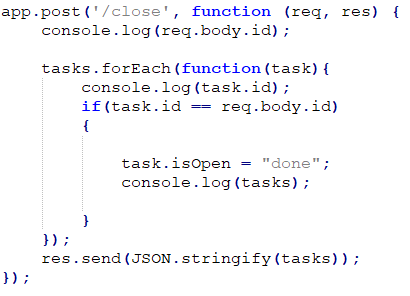 app.post('/close', function (req, res) {
    console.log(req.body.id);

    tasks.forEach(function(task){
        console.log(task.id);
        if(task.id == req.body.id)
        {

            task.isOpen = "done";
            console.log(tasks);

        }
    });
    res.send(JSON.stringify(tasks));
});